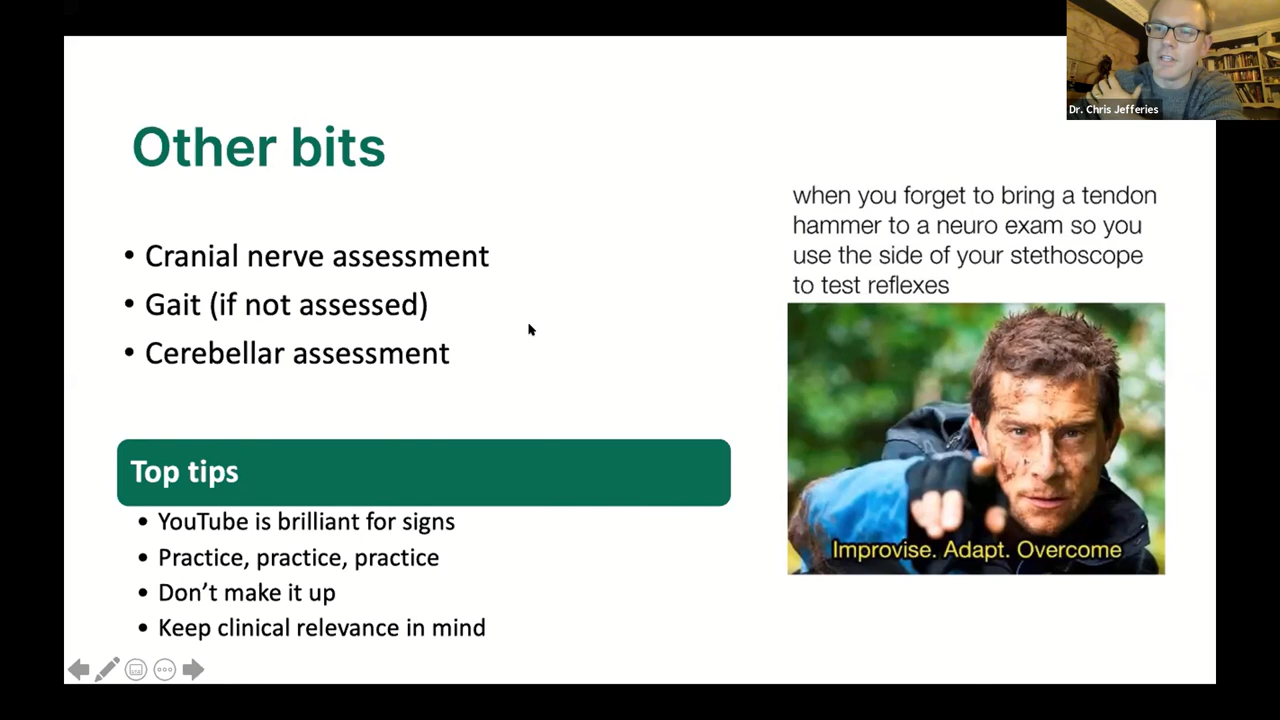 Dr. Chris Jefferies
Other bits
• Cranial nerve assessment
• Gait (if not assessed)
• Cerebellar assessment
when you forget to bring a tendon
hammer to a neuro exam so you
use the side of your stethoscope
to test reflexes
Improvise. Adapt. Overcome
Top tips
• YouTube is brilliant for signs
• Practice, practice, practice
• Don’t make it up
• Keep clinical relevance in mind